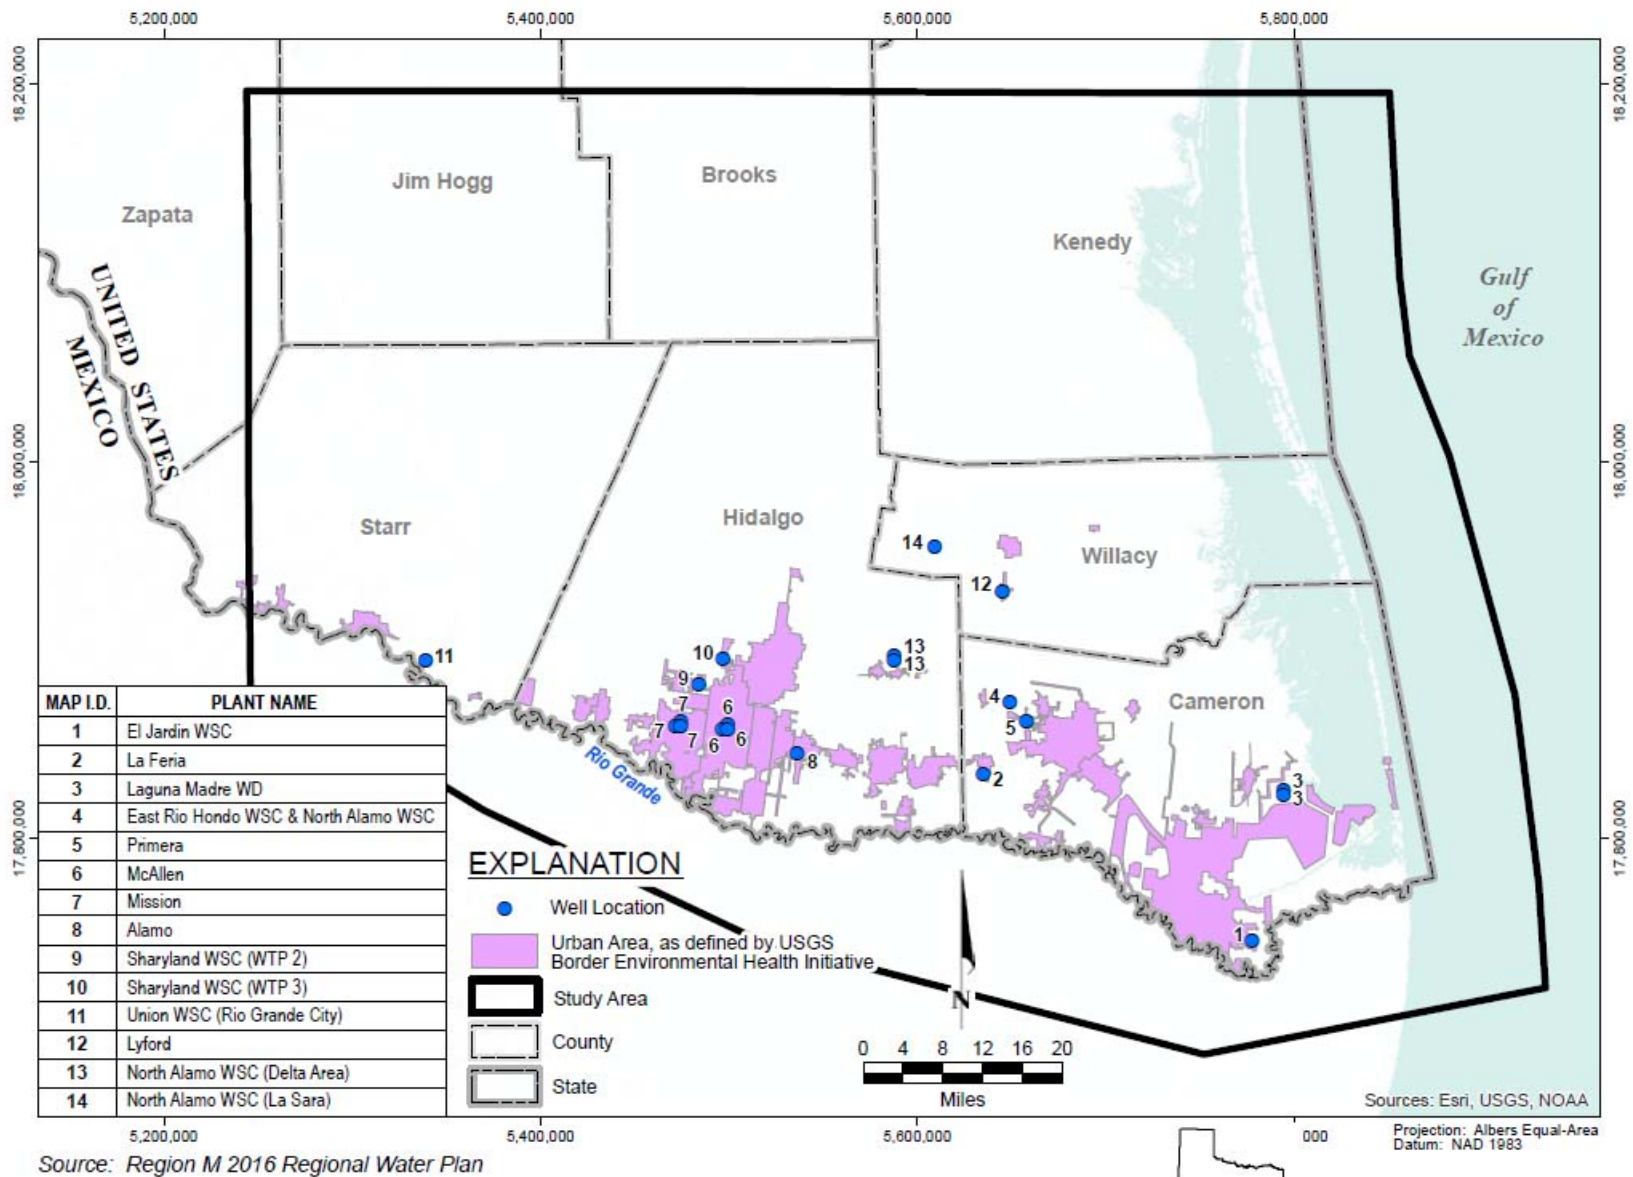 5,200,000 5,400,000 5,600,000 5,800,000
18,200,000 18,200,000
Jim Hogg
Brooks
Zapata
Kenedy
Gulf
of
Mexico
UNITED STATES
MEXICO
18,000,000 18,000,000
Starr
Hidalgo
Willacy
14
12
13
13
11
10
9
7
7
7
6
6
6
8
4
5
2
Cameron
3
3
1
Rio Grande
17,800,000 17,800,000
MAP I.D. PLANT NAME
1 El Jardin WSC
2 La Feria
3 Laguna Madre WD
4 East Rio Hondo WSC & North Alamo WSC
5 Primera
6 McAllen
7 Mission
8 Alamo
9 Sharyland WSC (WTP 2)
10 Sharyland WSC (WTP 3)
11 Union WSC (Rio Grande City)
12 Lyford
13 North Alamo WSC (Delta Area)
14 North Alamo WSC (La Sara)
EXPLANATION
Well Location
Urban Area, as defined by USGS
Border Environmental Health Initiative
Study Area
County
State
N
0 4 8 12 16 20
Miles
Sources: Esri, USGS, NOAA
5,200,000 5,400,000 5,600,000 000
Projection: Albers Equal-Area
Datum: NAD 1983
Source: Region M 2016 Regional Water Plan